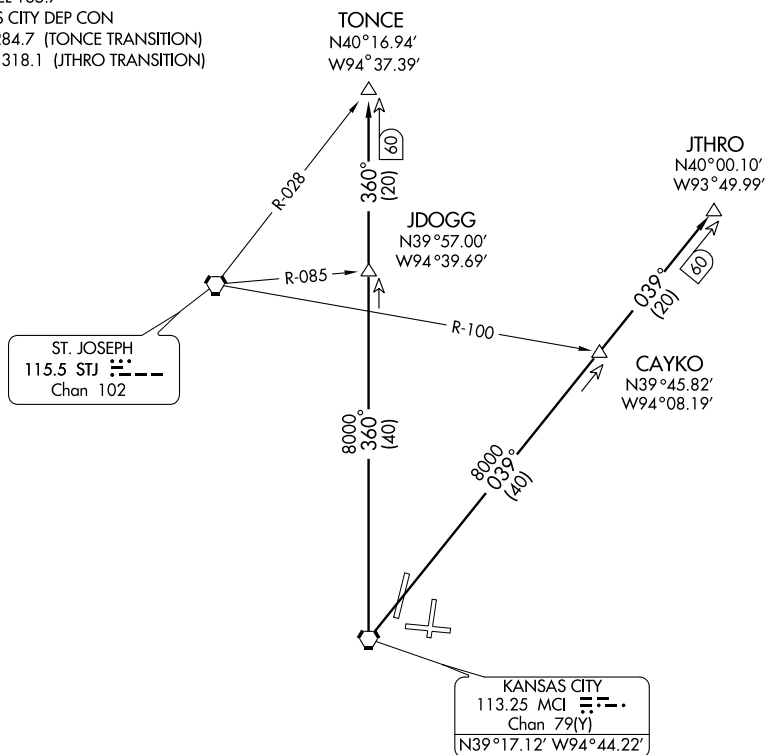 S CITY DEP CON
284.7 (TONCE TRANSITION)
318.1 (JTHRO TRANSITION)
TONCE
N40°16.94'
W94°37.39'
60
360°
(20)
R-028
JTHRO
N40°00.10'
W93°49.99'
60
039°
(20)
JDOGG
N39°57.00'
W94°39.69'
R-085
R-100
ST. JOSEPH
115.5 STJ
Chan 102
CAYKO
N39°45.82'
W94°08.19'
8000
360°
(40)
8000
039°
(40)
KANSAS CITY
113.25 MCI
Chan 79(Y)
N39°17.12' W94°44.22'